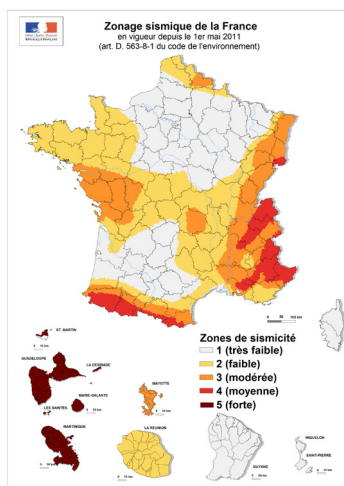 Zonage sismique de la France
en vigueur depuis le 1er mai 2011
(art. D. 563-8-1 du code de l'environnement)
RÉPUBLIQUE FRANÇAISE
Zones de sismicité
1 (très faible)
2 (faible)
3 (modérée)
4 (moyenne)
5 (forte)
ST. MARTIN
GUADELOUPE
LA DESIRADE
MARIE-GALANTE
LES SAINTES
MARTINIQUE
MAYOTTE
LA REUNION
GUYANE
MIQUELON
SAINT-PIERRE